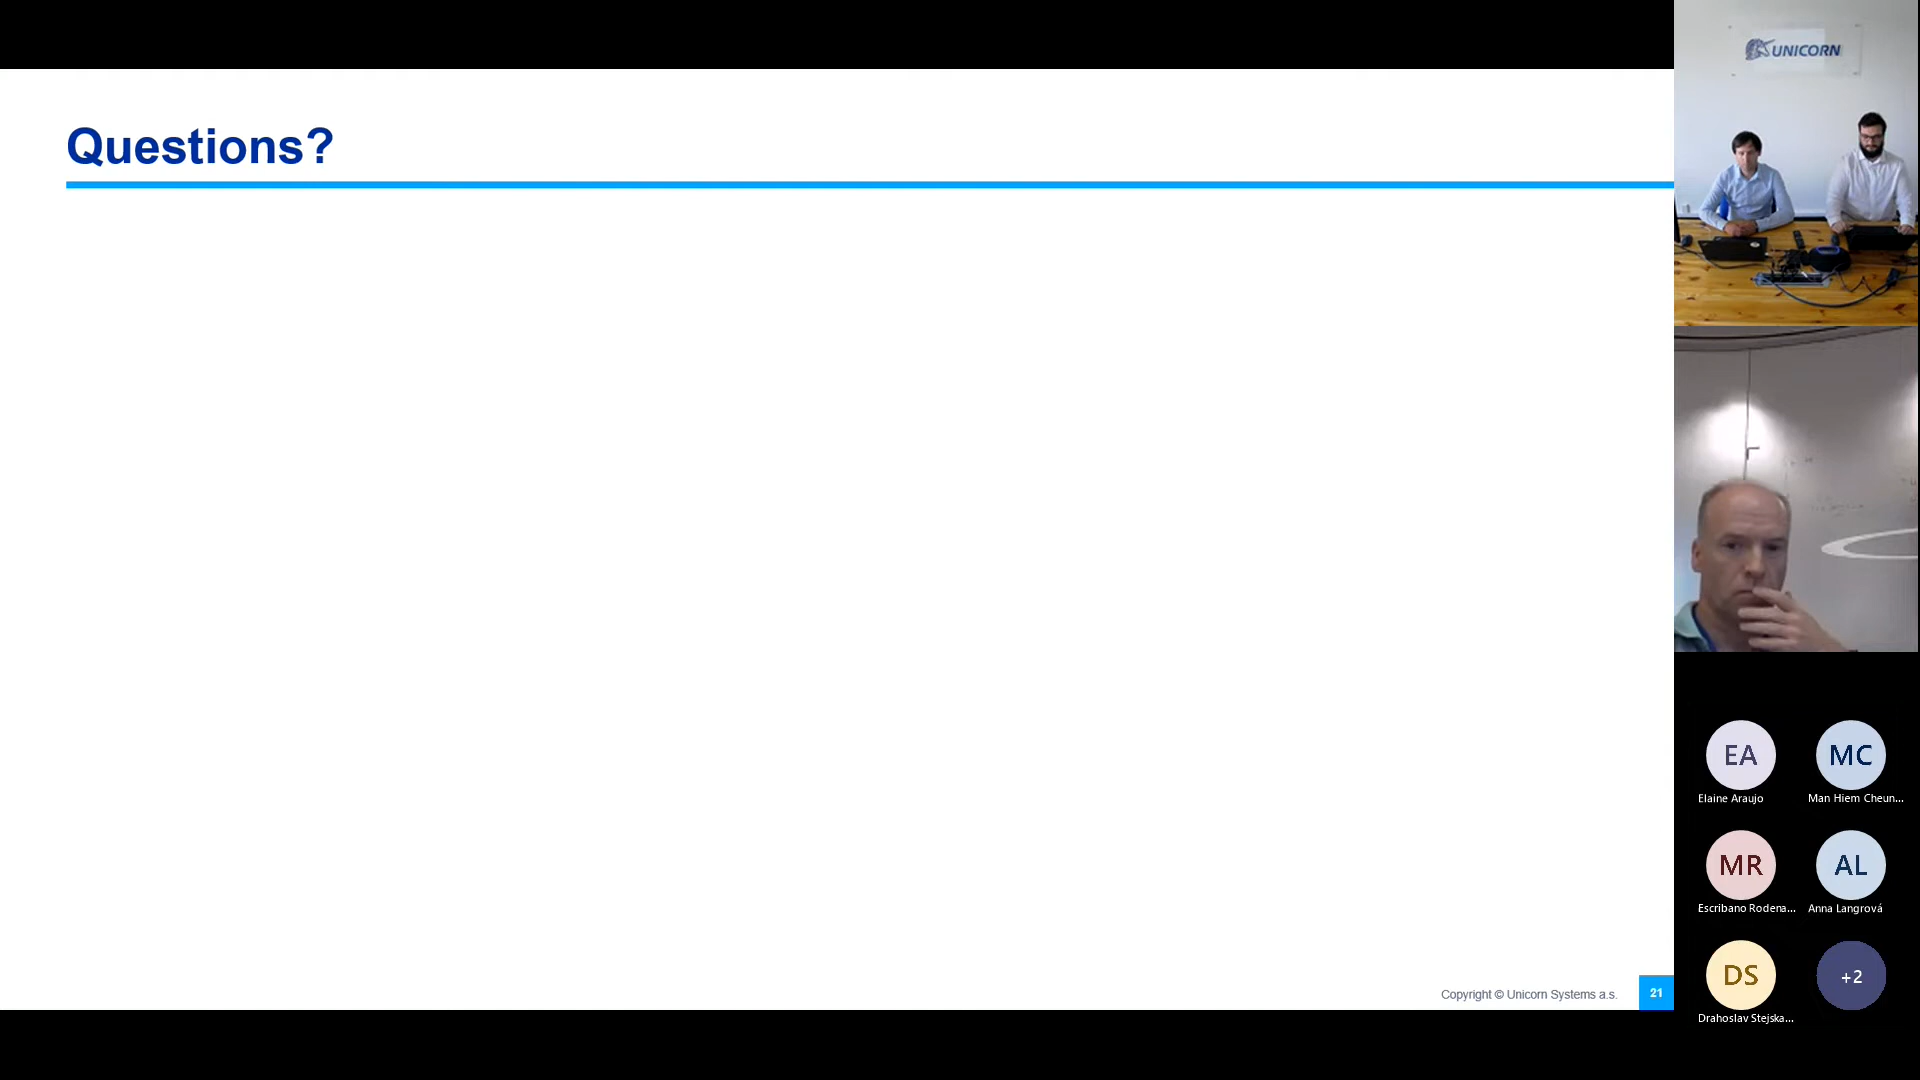 Questions?
Copyright © Unicorn Systems a.s.
21
UNICORN
EA
Elaine Araujo
MC
Man Hiem Cheun...
MR
Escribano Rodena...
AL
Anna Langrová
DS
Drahoslav Stejska...
+2